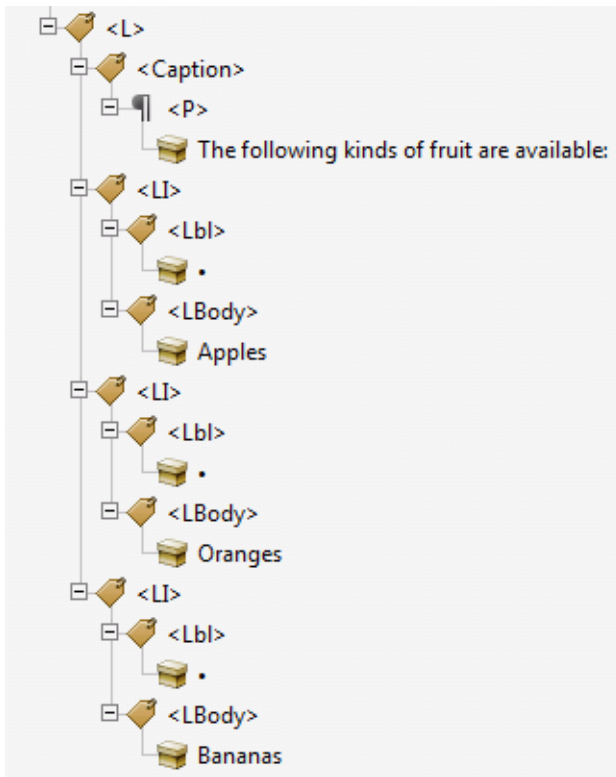 <L>
<Caption>
<P>
The following kinds of fruit are available:
<LI>
<Lbl>
•
<LBody>
Apples
<LI>
<Lbl>
•
<LBody>
Oranges
<LI>
<Lbl>
•
<LBody>
Bananas